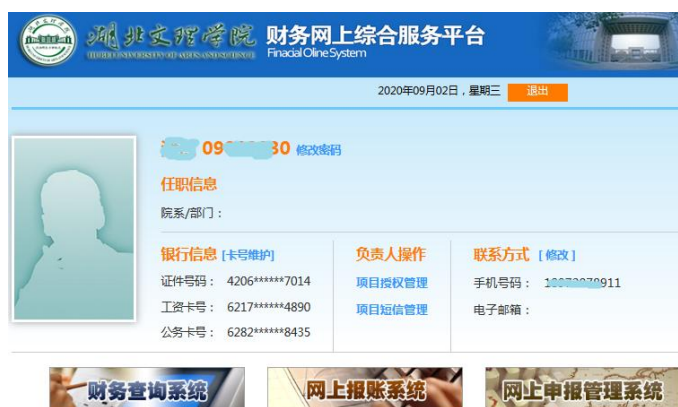 湖北文理学院 财务网上综合服务平台
HUBEI UNIVERSITY OF ARTS AND SCIENCE Finacial Oline System
2020年09月02日，星期三 退出
09 30 修改密码
任职信息
院系/部门：
银行信息 [卡号维护] 负责人操作 联系方式 [修改]
证件号码： 4206******7014 项目授权管理 手机号码： 911
工资卡号： 6217******4890 项目短信管理 电子邮箱：
公务卡号： 6282******8435
财务查询系统 网上报账系统 网上申报管理系统